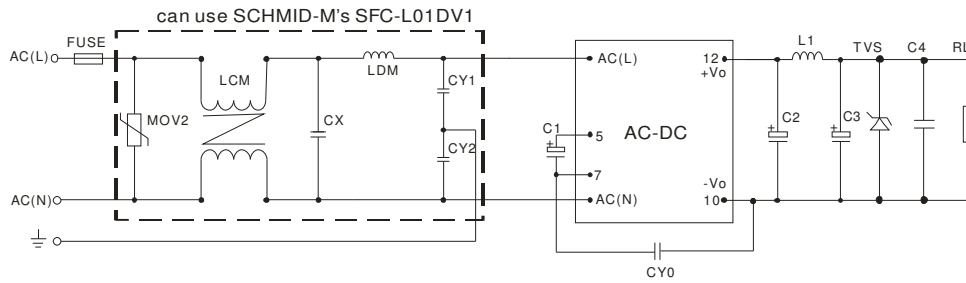 can use SCHMID-M's SFC-L01DV1
FUSE
AC(L)
LCM
LDM
CY1
MOV2
CX
CY2
AC(N)
C1
+
AC(L)
5
7
AC(N)
AC-DC
12
+Vo
-Vo
10
CY0
L1
TVS
C4
RL
C2
+
C3
+